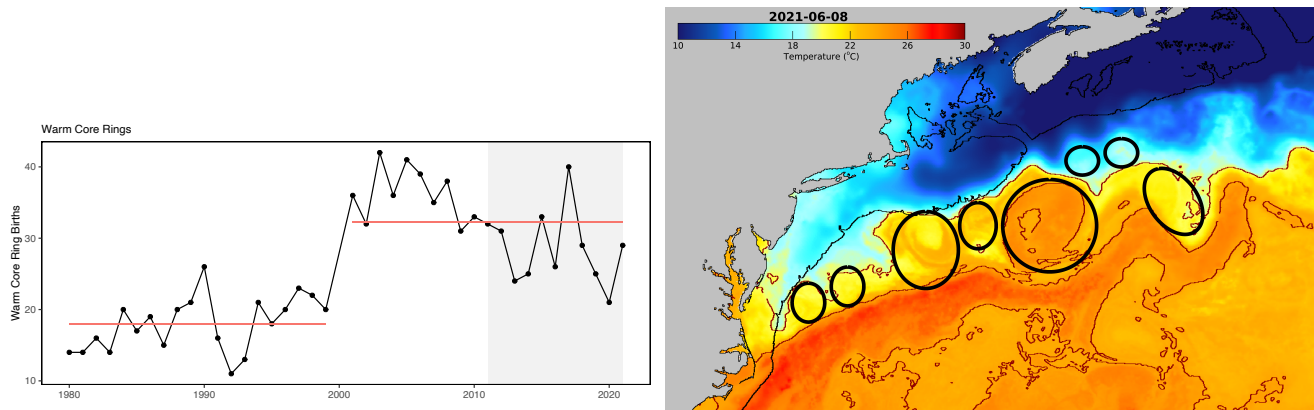 Warm Core Rings
Warm Core Ring Births
40
30
20
10
1980
1990
2000
2010
2020
2021-06-08
10 14 18 22 26 30
Temperature (°C)